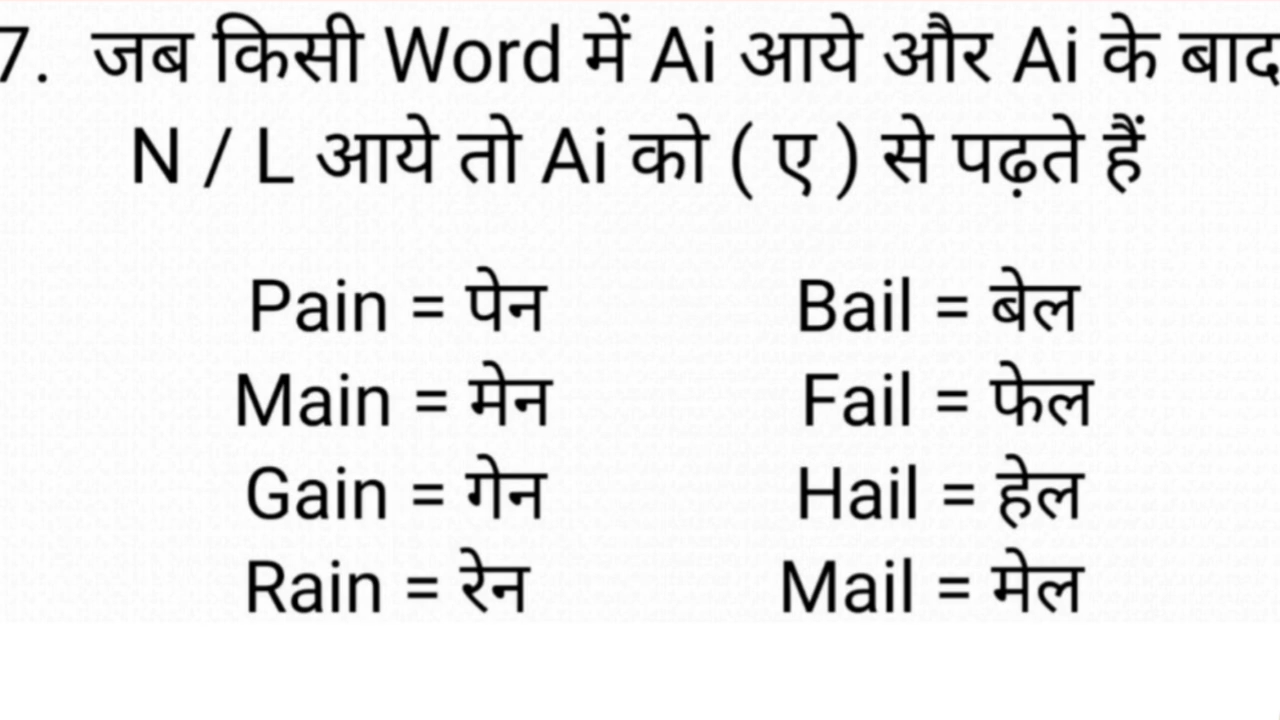 7. जब किसी Word में Ai आये और Ai के बाद
N / L आये तो Ai को ( ए ) से पढ़ते हैं
Pain = पेन Bail = बेल
Main = मेन Fail = फेल
Gain = गेन Hail = हेल
Rain = रेन Mail = मेल